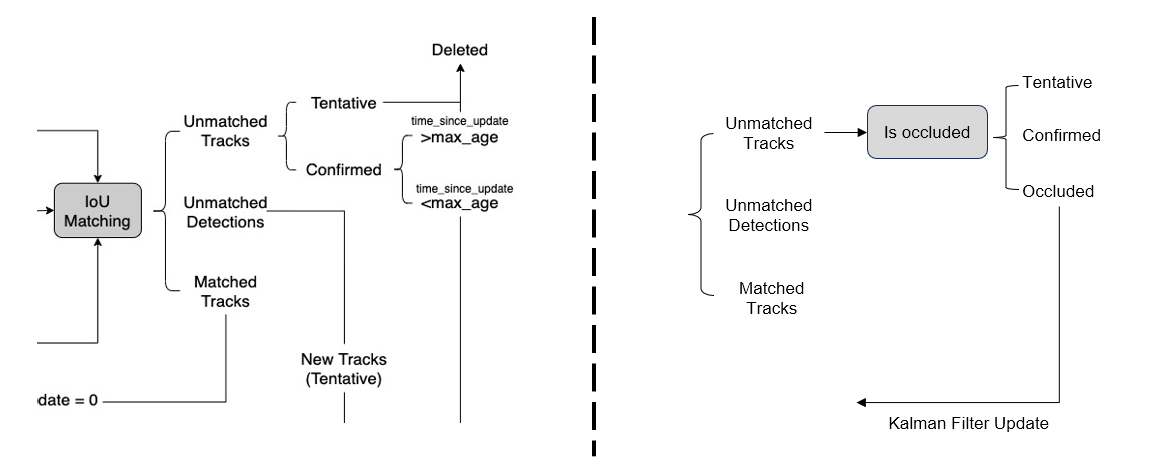 Deleted
Unmatched
Tracks
Tentative
time_since_update
>max_age
Confirmed
time_since_update
<max_age
IoU
Matching
Unmatched
Detections
Matched
Tracks
New Tracks
(Tentative)
date = 0
Unmatched
Tracks
Is occluded
Tentative
Confirmed
Occluded
Unmatched
Detections
Matched
Tracks
Kalman Filter Update